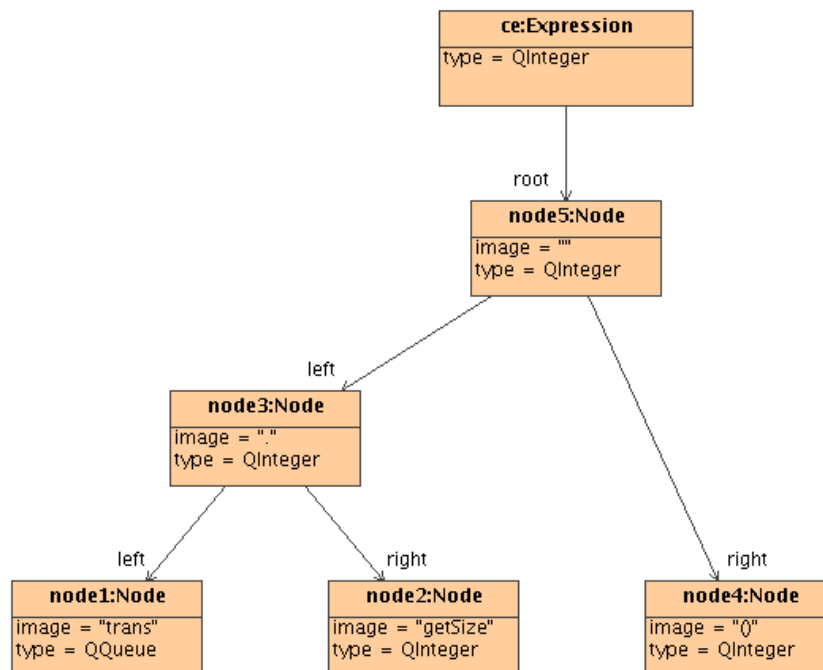 ce:Expression
type = QInteger
root
node5:Node
image = ""
type = QInteger
left
node3:Node
image = "."
type = QInteger
left
right
right
node1:Node
image = "trans"
type = QQueue
node2:Node
image = "getSize"
type = QInteger
node4:Node
image = "()"
type = QInteger